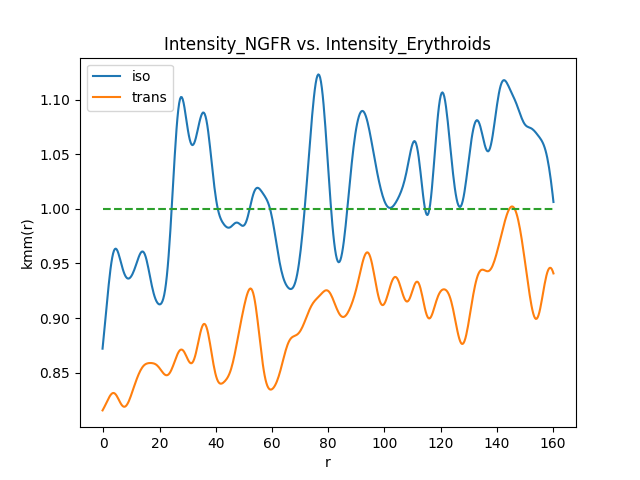 Intensity_NGFR vs. Intensity_Erythroids
iso
trans
1.10
1.05
1.00
0.95
0.90
0.85
kmm(r)
0 20 40 60 80 100 120 140 160
r